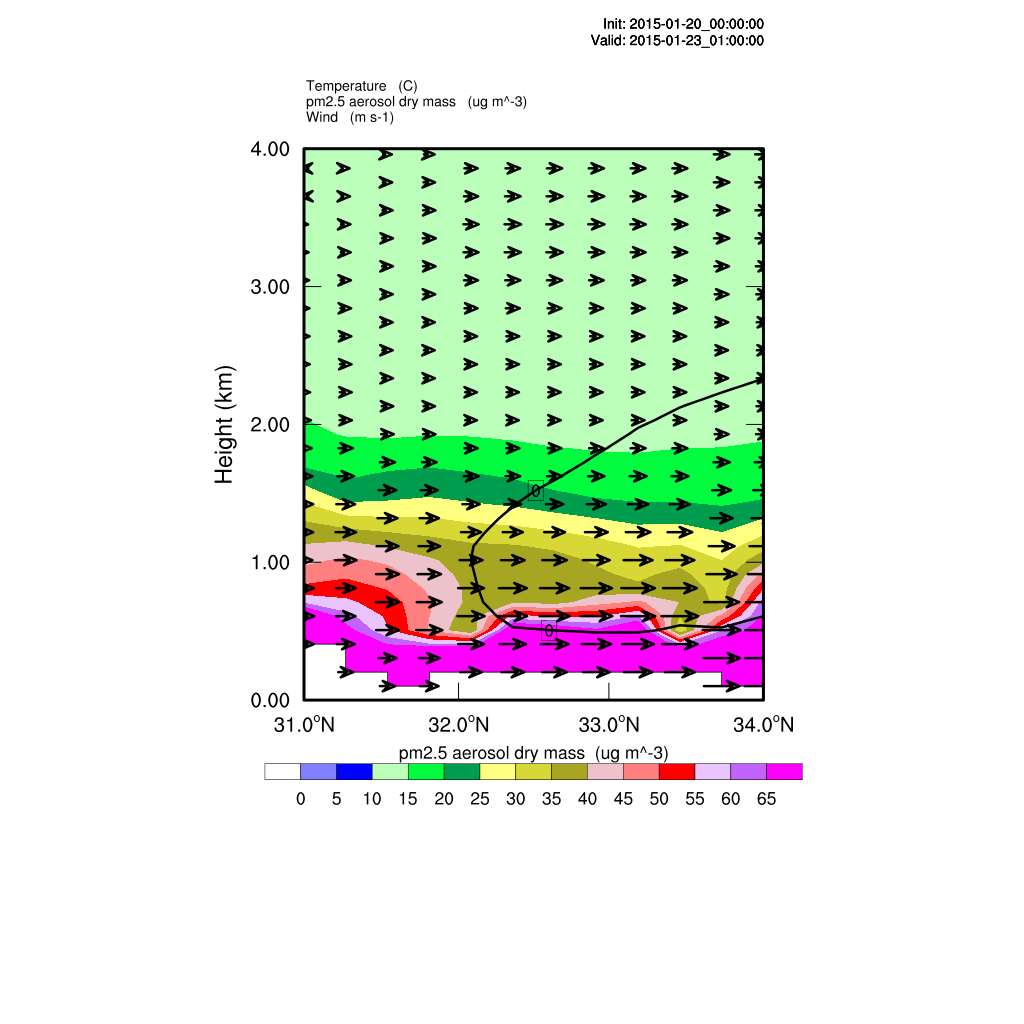 Init: 2015-01-20_00:00:00
Valid: 2015-01-23_01:00:00
Temperature (C)
pm2.5 aerosol dry mass (ug m^-3)
Wind (m s-1)
4.00
3.00
Height (km)
2.00
0
1.00
0
0.00
31.0°N 32.0°N 33.0°N 34.0°N
pm2.5 aerosol dry mass (ug m^-3)
0 5 10 15 20 25 30 35 40 45 50 55 60 65